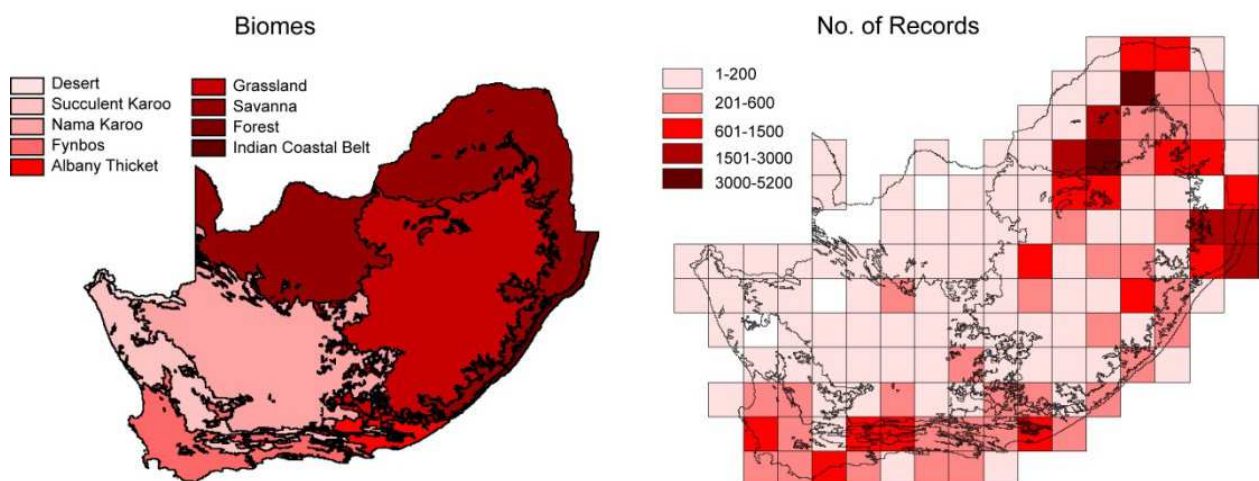 Biomes
Desert
Succulent Karoo
Nama Karoo
Fynbos
Albany Thicket
Grassland
Savanna
Forest
Indian Coastal Belt
No. of Records
1-200
201-600
601-1500
1501-3000
3000-5200